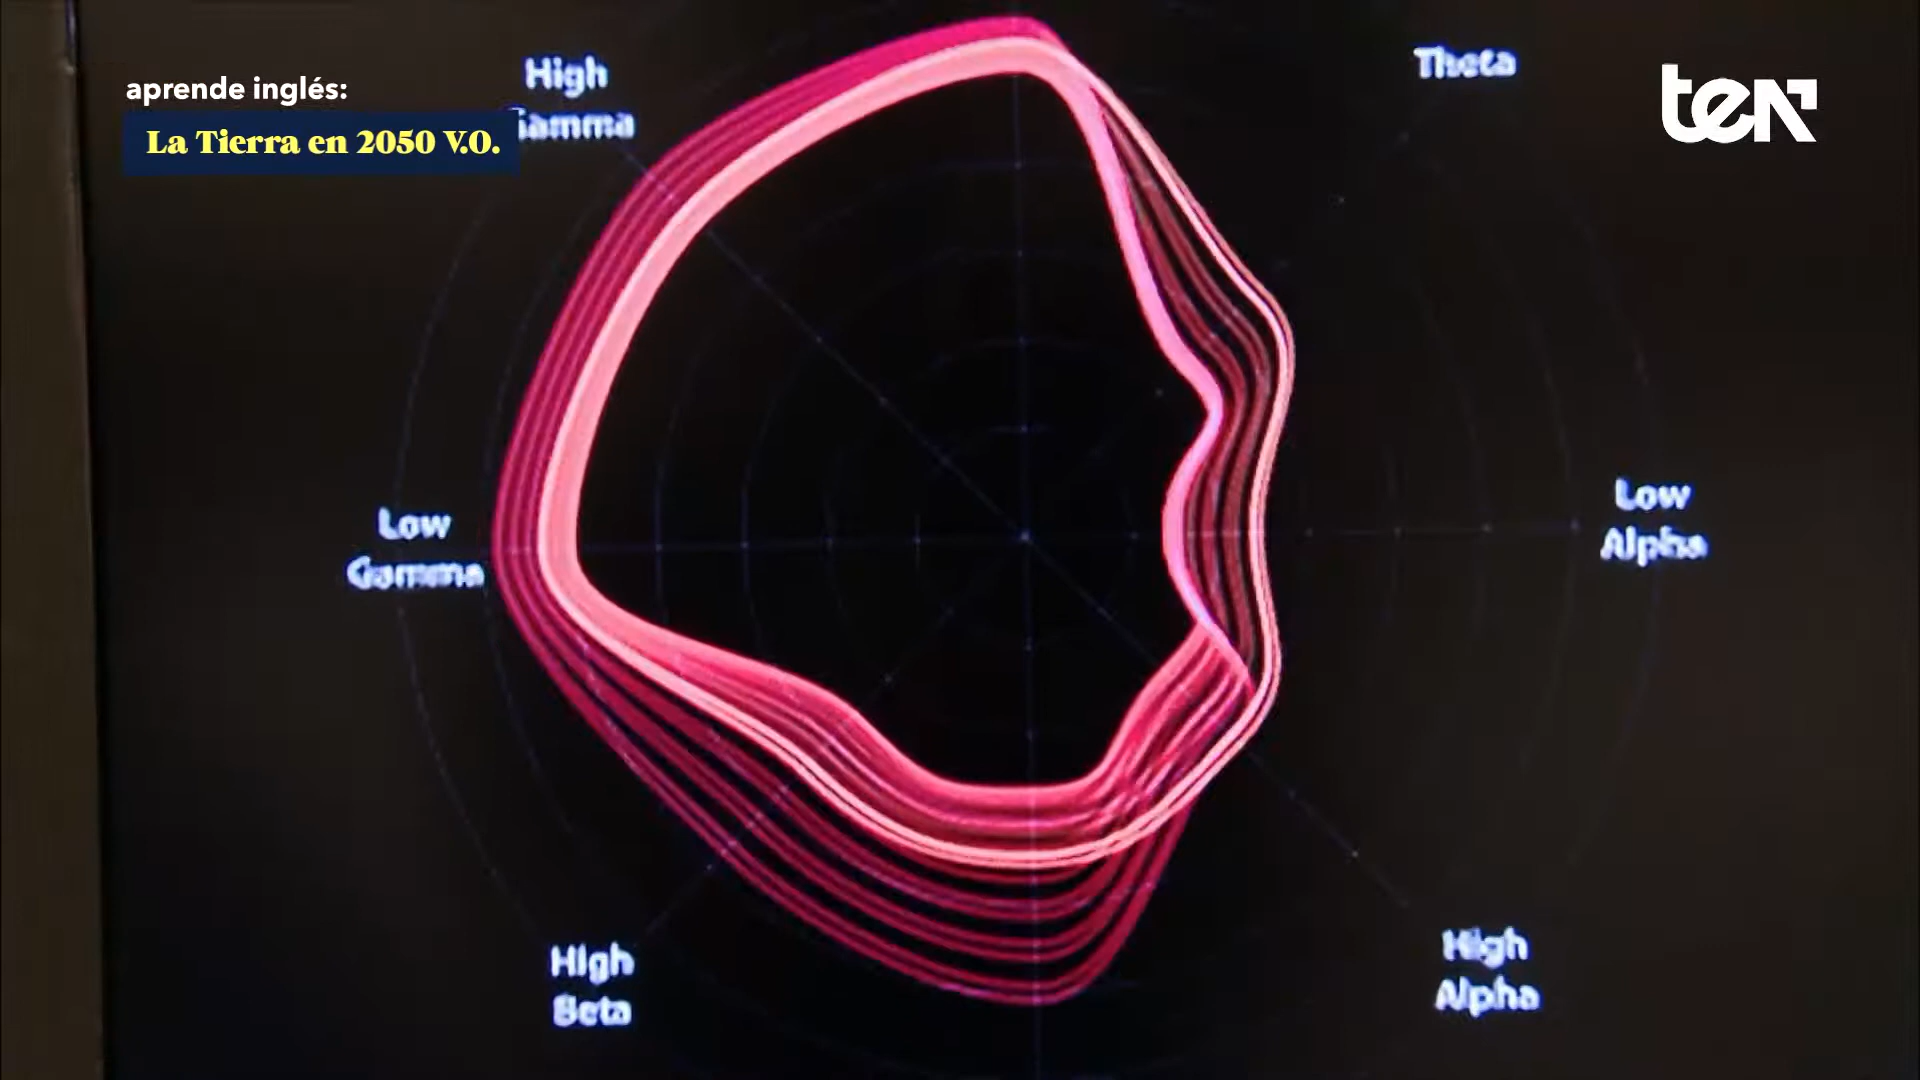 aprende inglés:
La Tierra en 2050 V.O.
ten
High
Gamma
Theta
Low
Gamma
Low
Alpha
High
Beta
High
Alpha